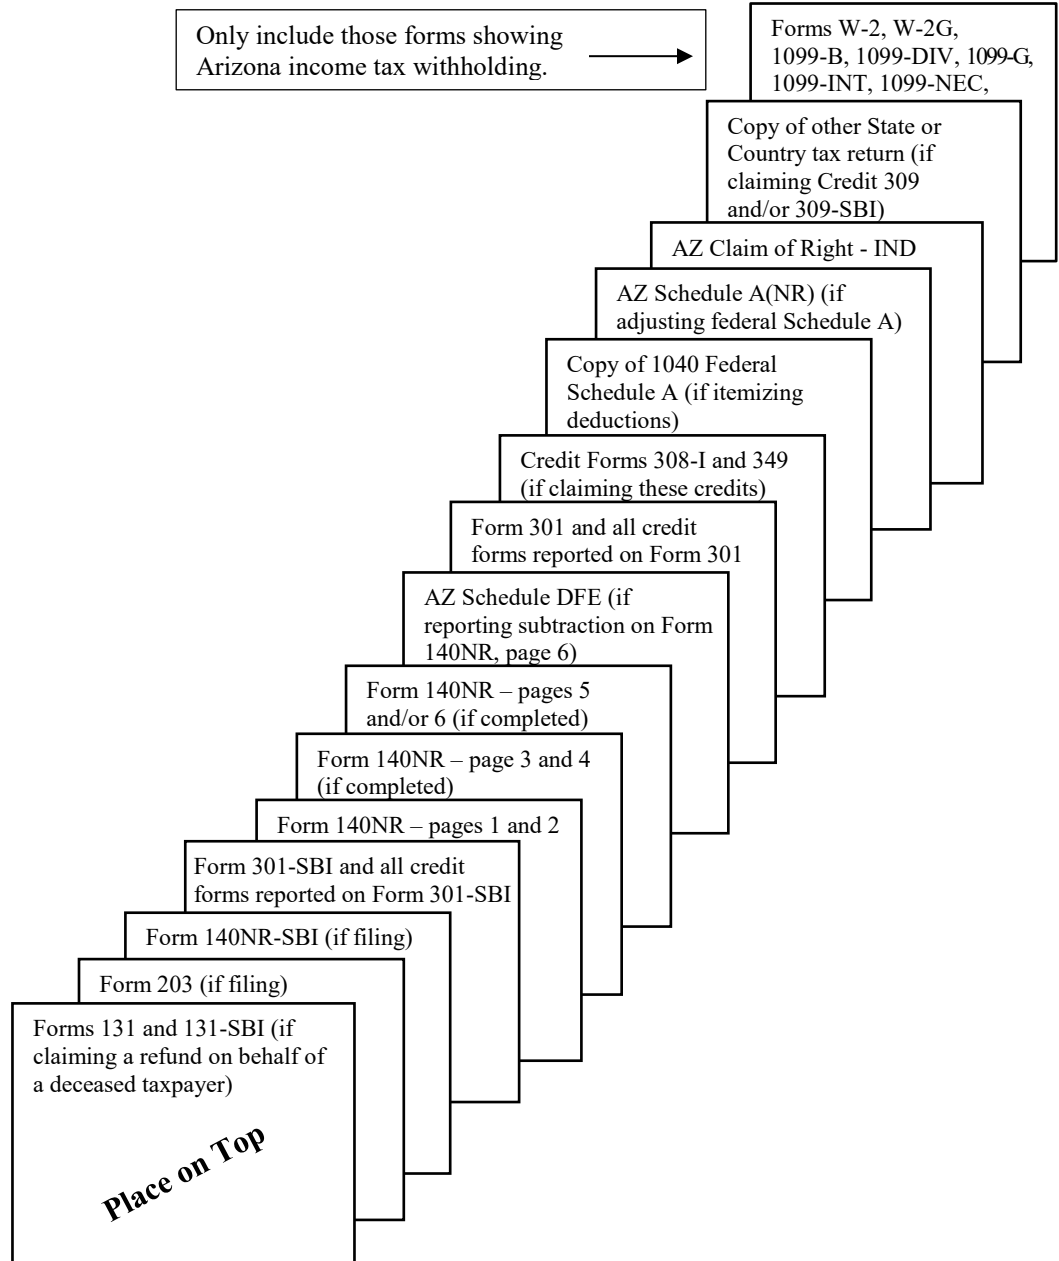 Only include those forms showing
Arizona income tax withholding.
Forms W-2, W-2G,
1099-B, 1099-DIV, 1099-G,
1099-INT, 1099-NEC,
Copy of other State or
Country tax return (if
claiming Credit 309
and/or 309-SBI)
AZ Claim of Right - IND
AZ Schedule A(NR) (if
adjusting federal Schedule A)
Copy of 1040 Federal
Schedule A (if itemizing
deductions)
Credit Forms 308-I and 349
(if claiming these credits)
Form 301 and all credit
forms reported on Form 301
AZ Schedule DFE (if
reporting subtraction on Form
140NR, page 6)
Form 140NR – pages 5
and/or 6 (if completed)
Form 140NR – page 3 and 4
(if completed)
Form 140NR – pages 1 and 2
Form 301-SBI and all credit
forms reported on Form 301-SBI
Form 140NR-SBI (if filing)
Form 203 (if filing)
Forms 131 and 131-SBI (if
claiming a refund on behalf of
a deceased taxpayer)
Place on Top